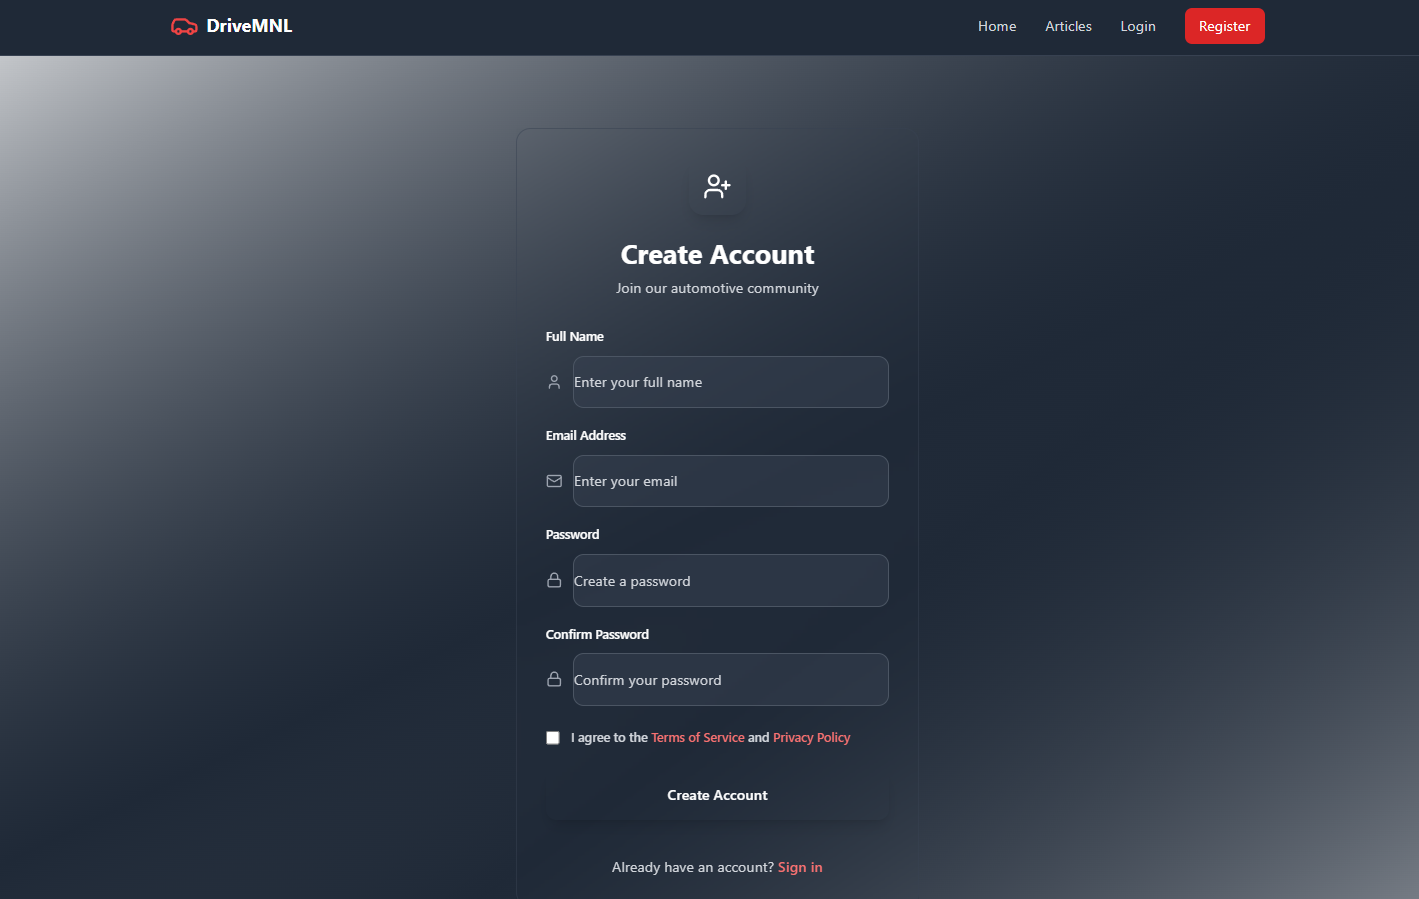 DriveMNL
Home Articles Login Register
Create Account
Join our automotive community
Full Name
Enter your full name
Email Address
Enter your email
Password
Create a password
Confirm Password
Confirm your password
I agree to the Terms of Service and Privacy Policy
Create Account
Already have an account? Sign in